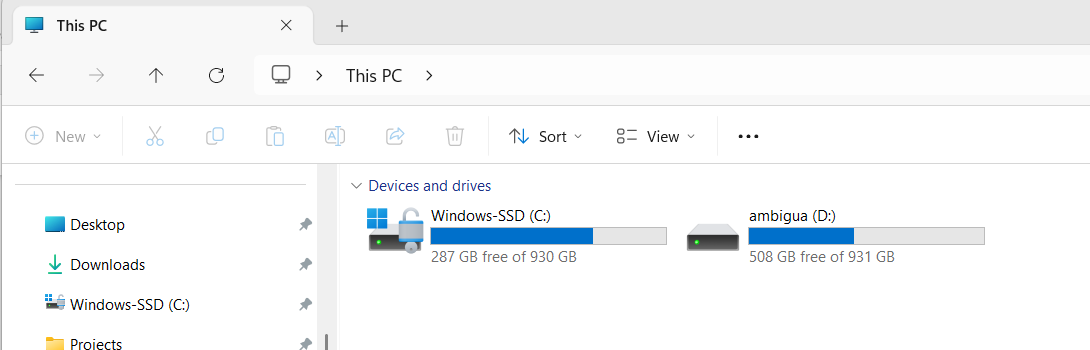 This PC
This PC
New
Sort
View
Devices and drives
Desktop
Downloads
Windows-SSD (C:)
Projects
Windows-SSD (C:)
287 GB free of 930 GB
ambigua (D:)
508 GB free of 931 GB